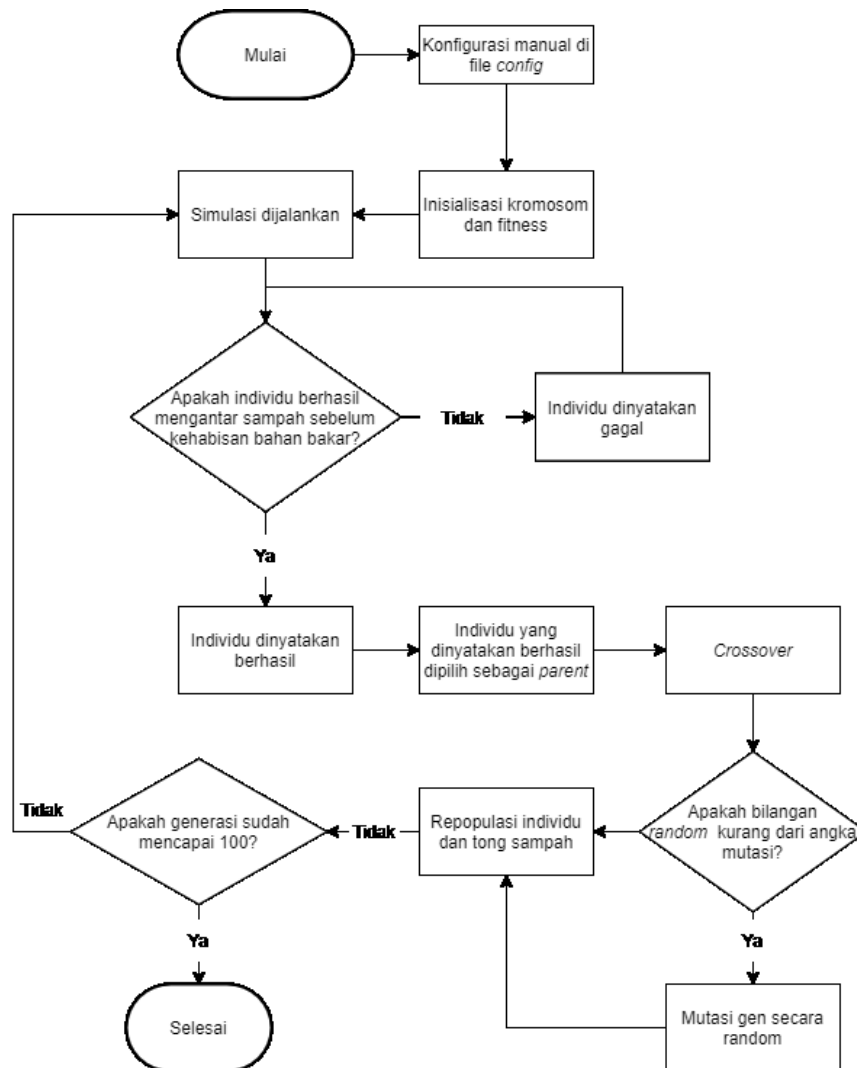 Mulai
Konfigurasi manual di
file config
Simulasi dijalankan
Inisialisasi kromosom
dan fitness
Apakah individu berhasil
mengantar sampah sebelum
kehabisan bahan bakar?
Tidak
Individu dinyatakan
gagal
Ya
Individu dinyatakan
berhasil
Individu yang
dinyatakan berhasil
dipilih sebagai parent
Crossover
Apakah bilangan
random kurang dari angka
mutasi?
Repopulasi individu
dan tong sampah
Tidak
Apakah generasi sudah
mencapai 100?
Tidak
Ya
Mutasi gen secara
random
Ya
Selesai